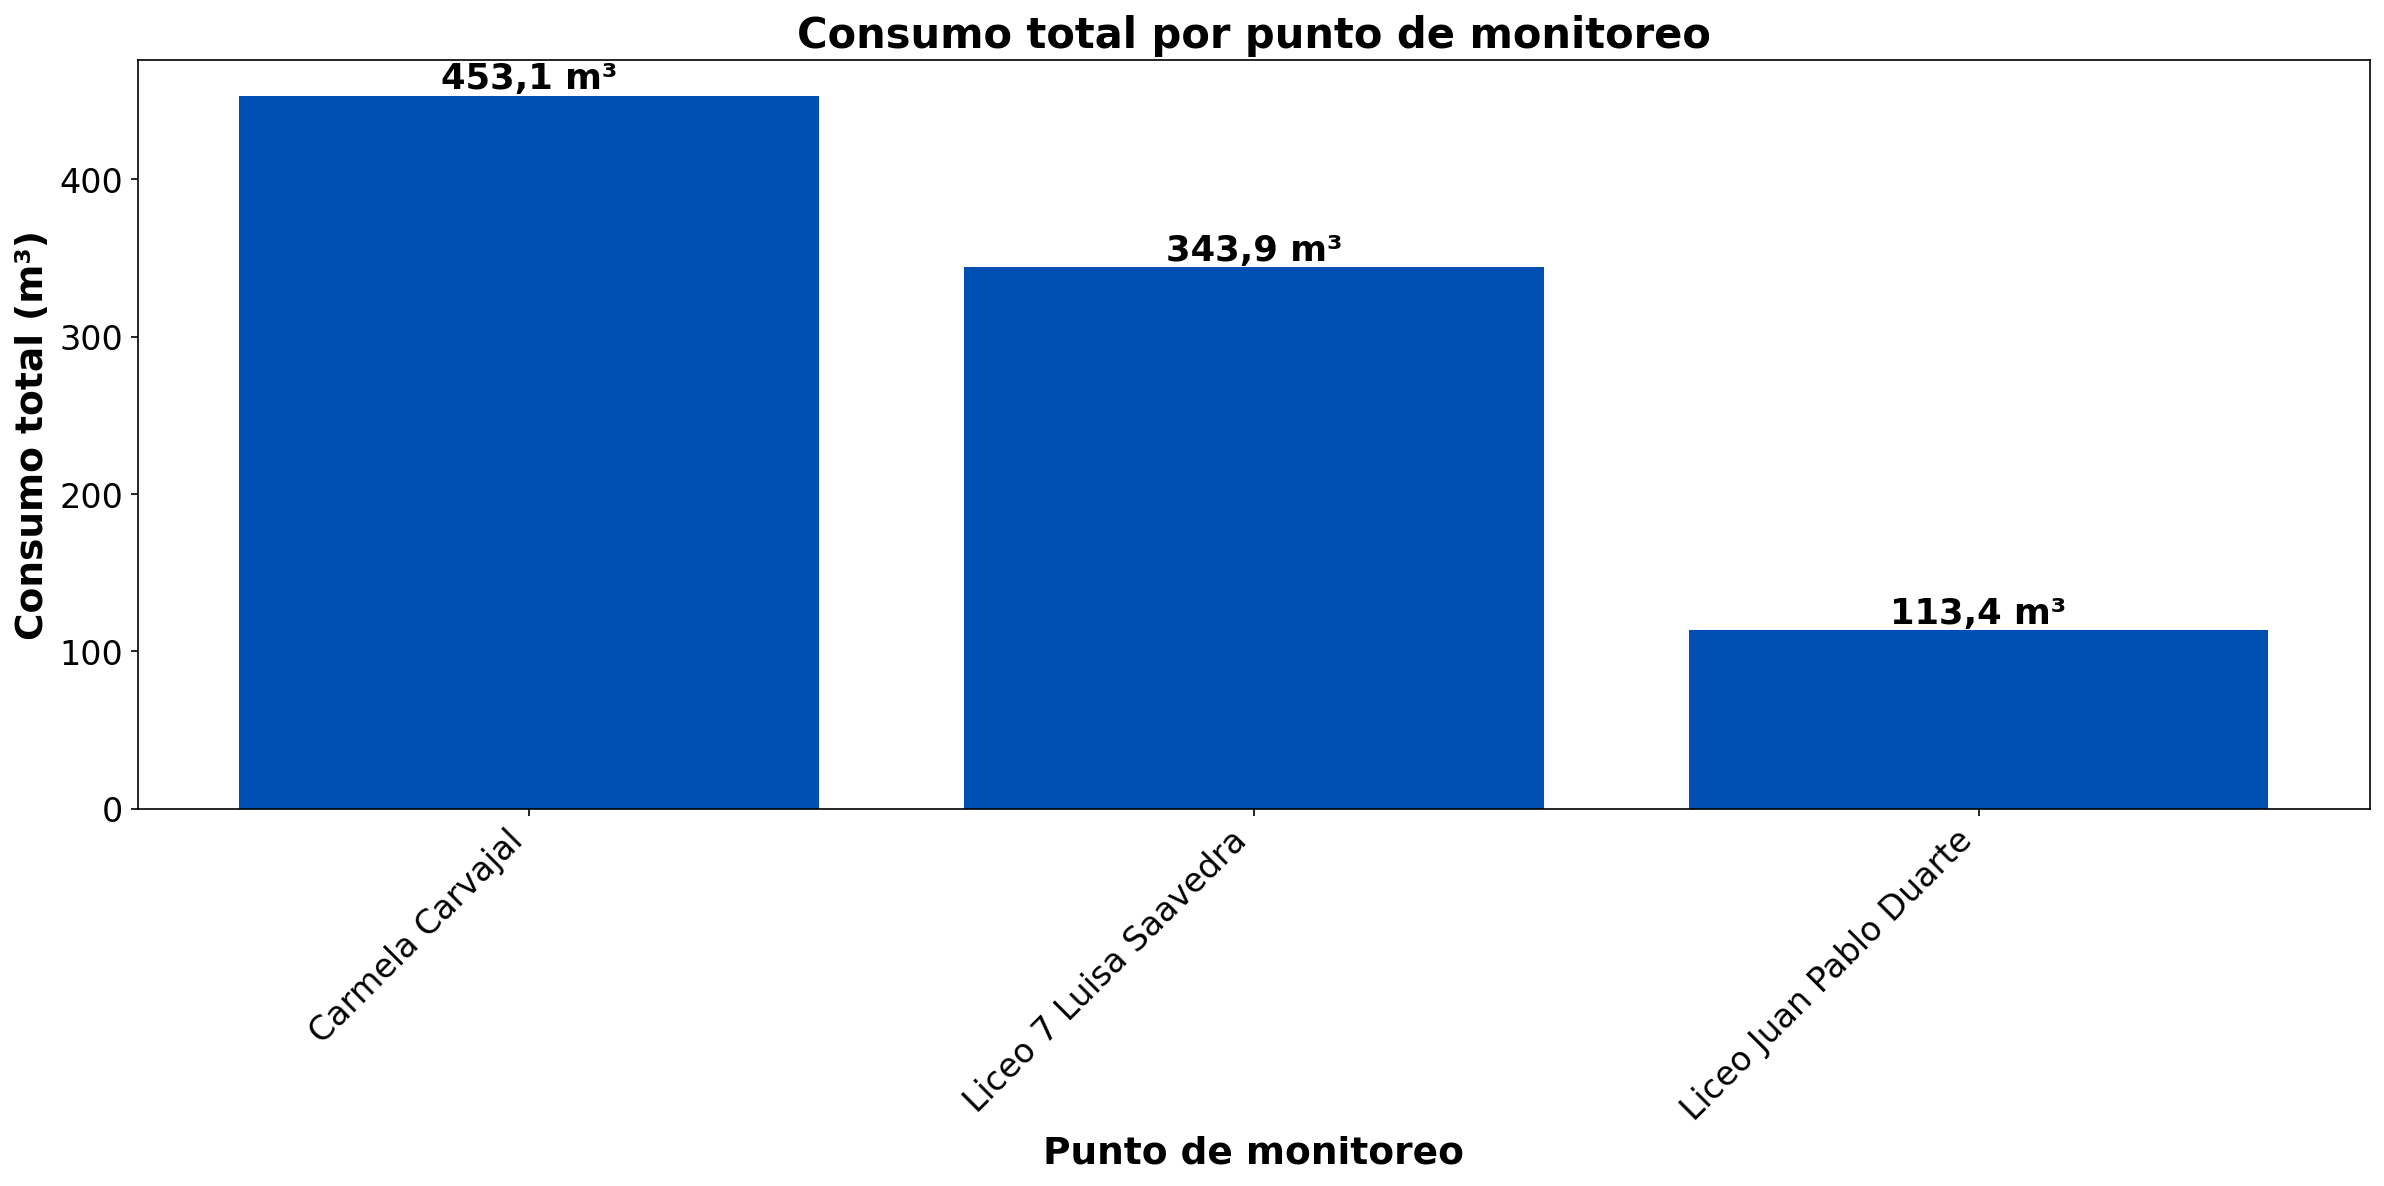 Consumo total por punto de monitoreo
453,1 m³
343,9 m³
113,4 m³
Consumo total (m³)
400
300
200
100
0
Carmela Carvajal
Liceo 7 Luisa Saavedra
Liceo Juan Pablo Duarte
Punto de monitoreo